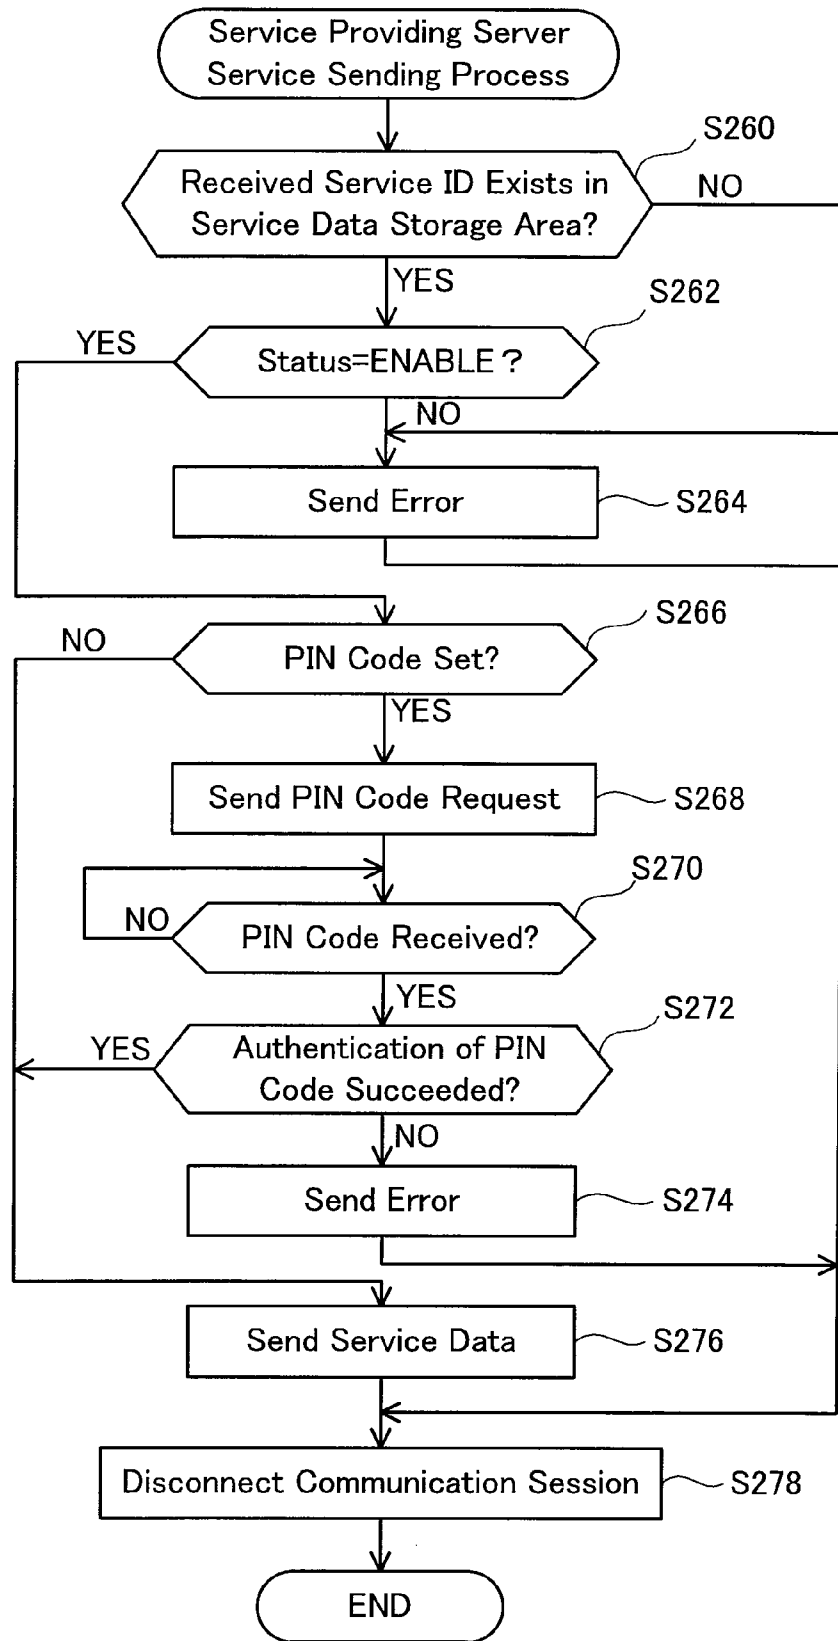 Service Providing Server
Service Sending Process
S260
Received Service ID Exists in
Service Data Storage Area?
NO
YES
S262
YES
Status=ENABLE?
NO
Send Error
S264
S266
NO
PIN Code Set?
YES
Send PIN Code Request
S268
S270
NO
PIN Code Received?
YES
S272
YES
Authentication of PIN
Code Succeeded?
NO
Send Error
S274
Send Service Data
S276
Disconnect Communication Session
S278
END